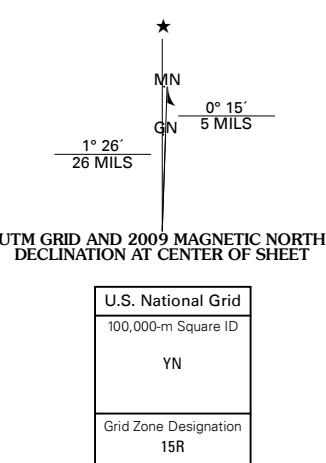 ★
MN
0° 15´
5 MILS
GN
1° 26´
26 MILS
UTM GRID AND 2009 MAGNETIC NORTH
DECLINATION AT CENTER OF SHEET
U.S. National Grid
100,000-m Square ID
YN
Grid Zone Designation
15R